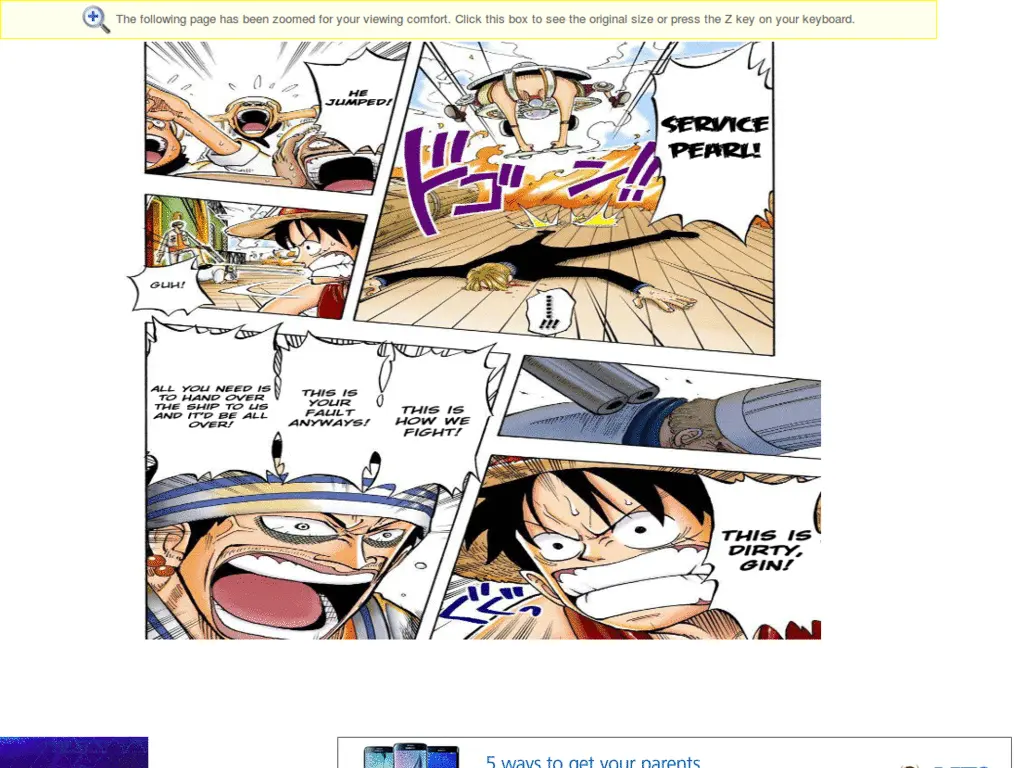 The following page has been zoomed for your viewing comfort. Click this box to see the original size or press the Z key on your keyboard.
HE
JUMPED!
SERVICE
PEARL!
ドゴーン!!
GUH!
...!!!
ALL YOU NEED IS
TO HAND OVER
THE SHIP TO US
AND IT'D BE ALL
OVER!
THIS IS
YOUR
FAULT
ANYWAYS!
THIS IS
HOW WE
FIGHT!
THIS IS
DIRTY,
GIN!
ぐぐっ
5 ways to get your parents